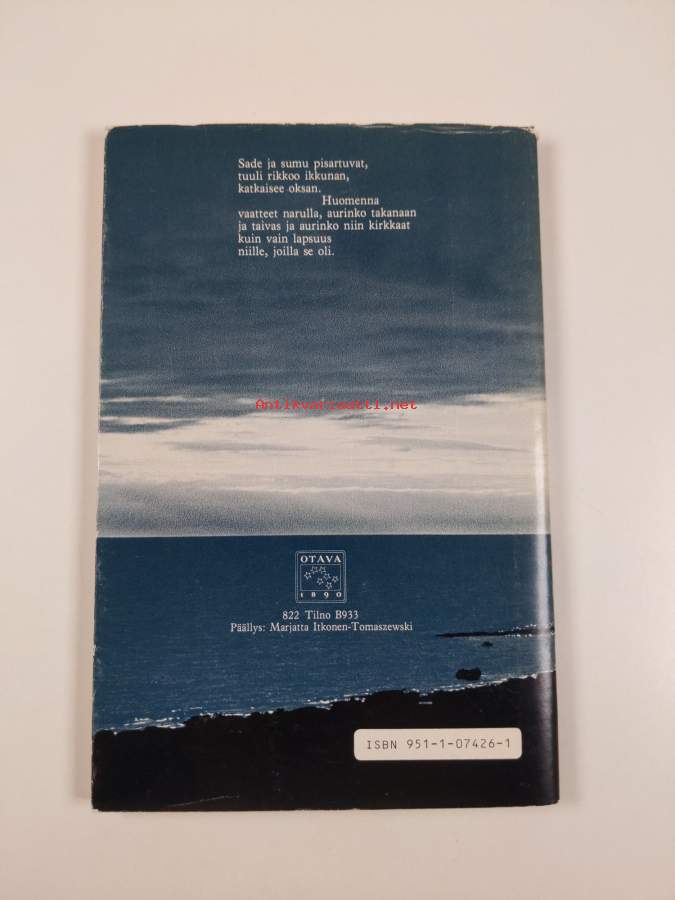 Sade ja sumu pisartuvat,
tuuli rikkoo ikkunan,
katkaisee oksan.
Huomenna
vaatteet narulla, aurinko takanaan
ja taivas ja aurinko niin kirkkaat
kuin vain lapsuus
niille, joilla se oli.
Antikvariaatti.net
OTAVA
1890
822 Tilno B933
Päällys: Marjatta Itkonen-Tomaszewski
ISBN 951-1-07426-1